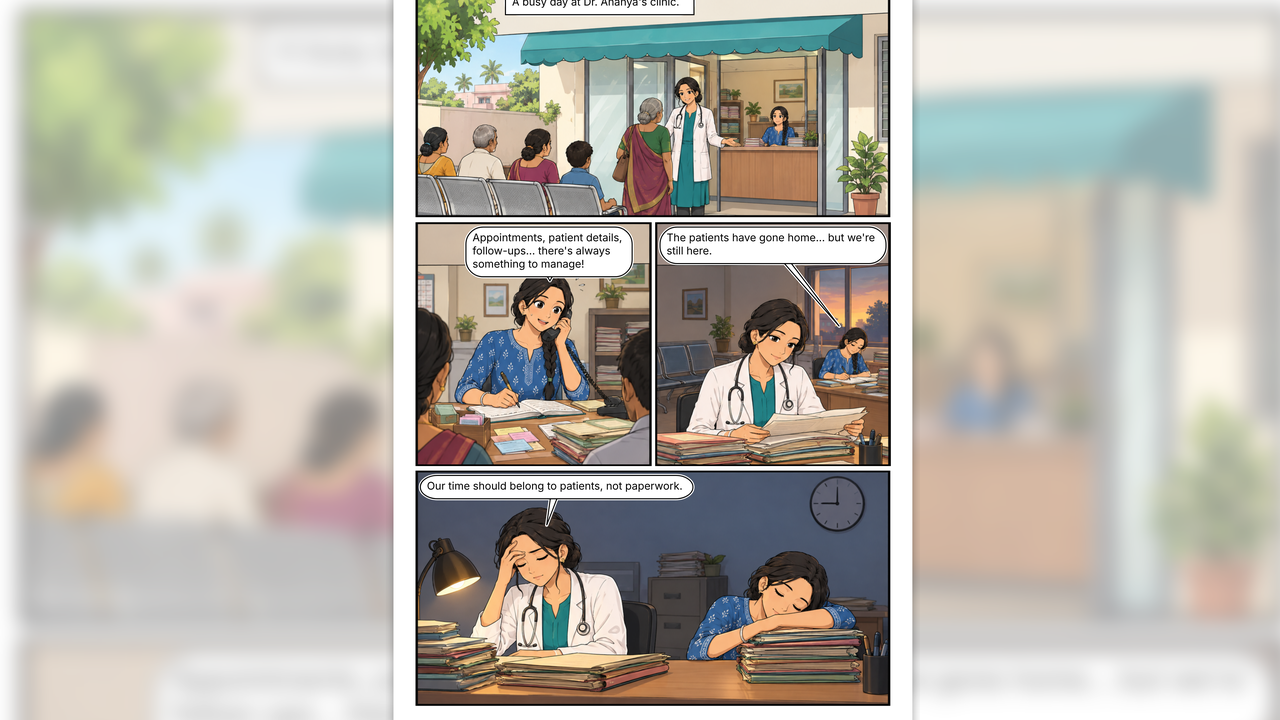 A busy day at Dr. Ananya's clinic.
Appointments, patient details,
follow-ups... there's always
something to manage!
The patients have gone home... but we're
still here.
Our time should belong to patients, not paperwork.